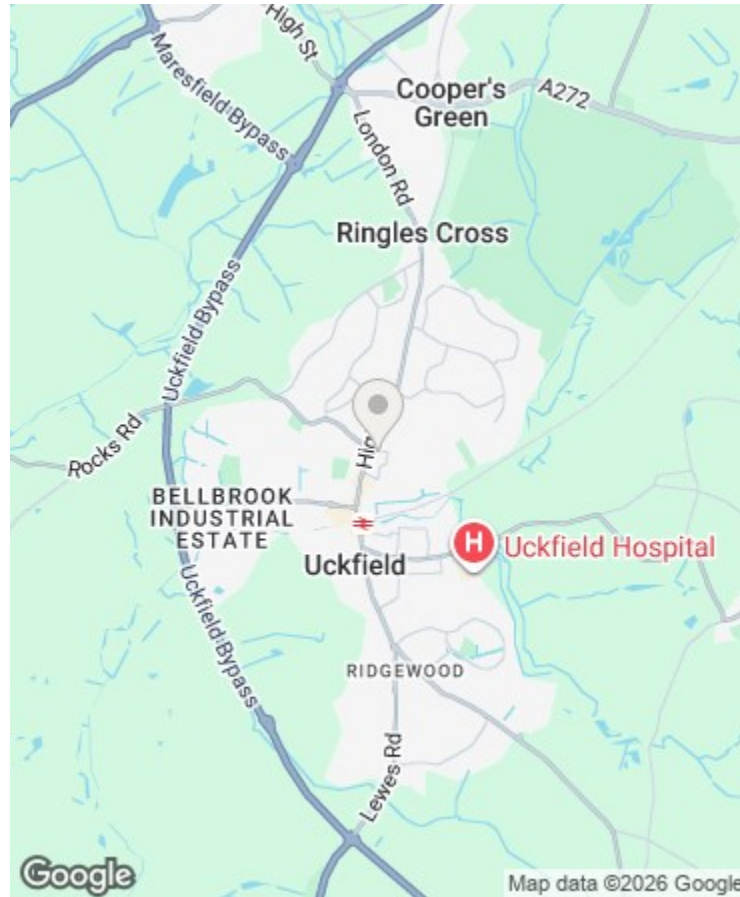 High St
Maresfield Bypass
Cooper's
Green
A272
London Rd
Ringles Cross
Uckfield Bypass
Rocks Rd
Hig
BELLBROOK
INDUSTRIAL
ESTATE
H
Uckfield Hospital
Uckfield
Uckfield Bypass
RIDGEWOOD
Lewes Rd
Google
Map data ©2026 Google